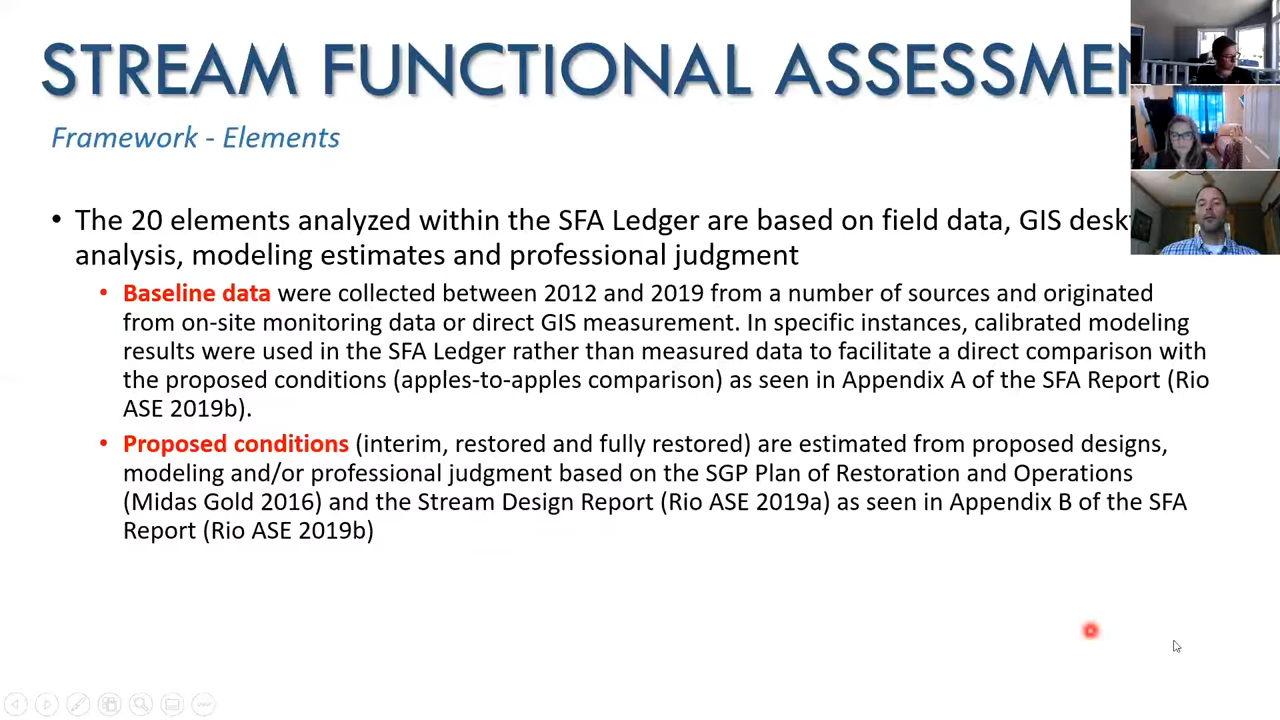 STREAM FUNCTIONAL ASSESSMEN
Framework - Elements
• The 20 elements analyzed within the SFA Ledger are based on field data, GIS deskt
analysis, modeling estimates and professional judgment
• Baseline data were collected between 2012 and 2019 from a number of sources and originated
from on-site monitoring data or direct GIS measurement. In specific instances, calibrated modeling
results were used in the SFA Ledger rather than measured data to facilitate a direct comparison with
the proposed conditions (apples-to-apples comparison) as seen in Appendix A of the SFA Report (Rio
ASE 2019b).
• Proposed conditions (interim, restored and fully restored) are estimated from proposed designs,
modeling and/or professional judgment based on the SGP Plan of Restoration and Operations
(Midas Gold 2016) and the Stream Design Report (Rio ASE 2019a) as seen in Appendix B of the SFA
Report (Rio ASE 2019b)